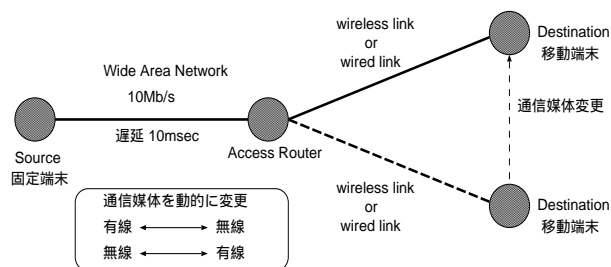 wireless link
or
wired link
Destination
移動端末
Wide Area Network
10Mb/s
遅延 10msec
通信媒体変更
Source
固定端末
Access Router
通信媒体を動的に変更
有線 無線
無線 有線
wireless link
or
wired link
Destination
移動端末